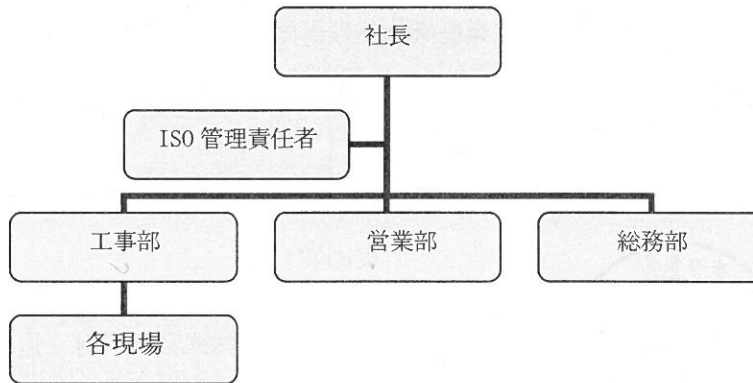 社長
ISO 管理責任者
工事部
営業部
総務部
各現場